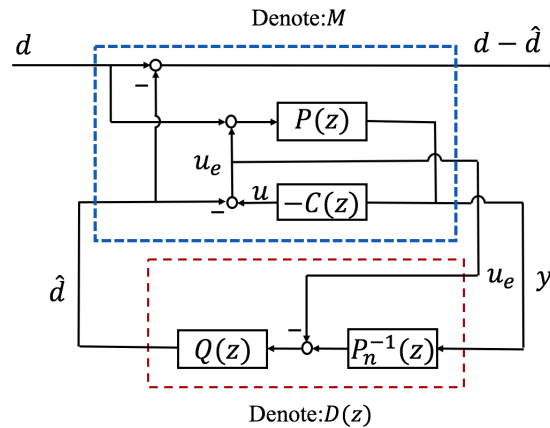 Denote:M
d
d − d̂
−
P(z)
u_e
u
−C(z)
−
d̂
u_e
y
−
Q(z)
P_n^{-1}(z)
Denote:D(z)